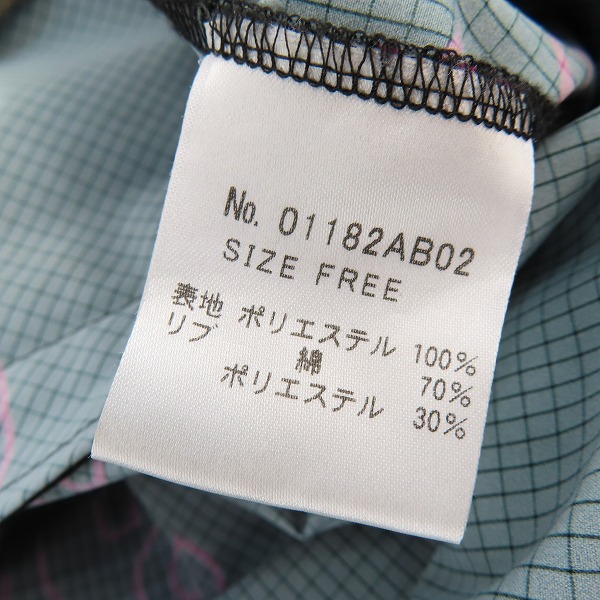 No. 01182AB02
SIZE FREE
表地 ポリエステル 100%
リブ 綿 70%
ポリエステル 30%